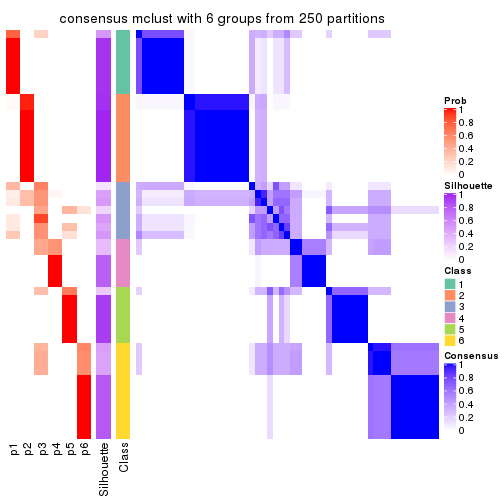 consensus mclust with 6 groups from 250 partitions
Prob
1
0.8
0.6
0.4
0.2
0
Silhouette
1
0.8
0.6
0.4
0.2
0
Class
1
2
3
4
5
6
Consensus
1
0.8
0.6
0.4
0.2
0
p1
p2
p3
p4
p5
p6
Silhouette
Class